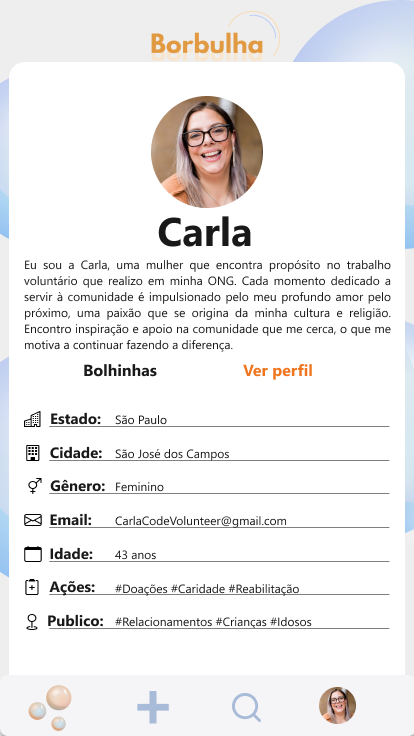 Borbulha
Carla
Eu sou a Carla, uma mulher que encontra propósito no trabalho
voluntário que realizo em minha ONG. Cada momento dedicado a
servir à comunidade é impulsionado pelo meu profundo amor pelo
próximo, uma paixão que se origina da minha cultura e religião.
Encontro inspiração e apoio na comunidade que me cerca, o que me
motiva a continuar fazendo a diferença.
Bolhinhas Ver perfil
Estado: São Paulo
Cidade: São José dos Campos
Gênero: Feminino
Email: CarlaCodeVolunteer@gmail.com
Idade: 43 anos
Ações: #Doações #Caridade #Reabilitação
Publico: #Relacionamentos #Crianças #Idosos